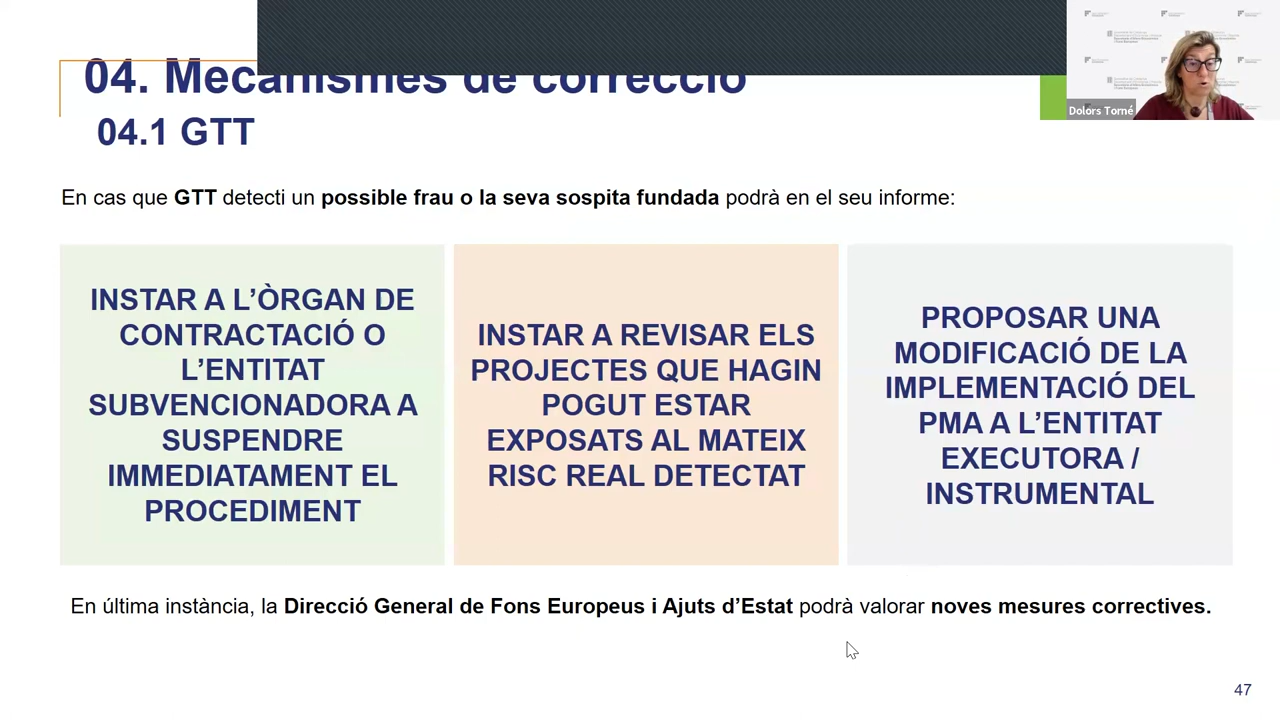 04. Mecanismes de correcció
04.1 GTT
Dolors Torné
En cas que GTT detecti un possible frau o la seva sospita fundada podrà en el seu informe:
INSTAR A L’ÒRGAN DE
CONTRACTACIÓ O
L’ENTITAT
SUBVENCIONADORA A
SUSPENDRE
IMMEDIATAMENT EL
PROCEDIMENT
INSTAR A REVISAR ELS
PROJECTES QUE HAGIN
POGUT ESTAR
EXPOSATS AL MATEIX
RISC REAL DETECTAT
PROPOSAR UNA
MODIFICACIÓ DE LA
IMPLEMENTACIÓ DEL
PMA A L’ENTITAT
EXECUTORA /
INSTRUMENTAL
En última instància, la Direcció General de Fons Europeus i Ajuts d’Estat podrà valorar noves mesures correctives.
47